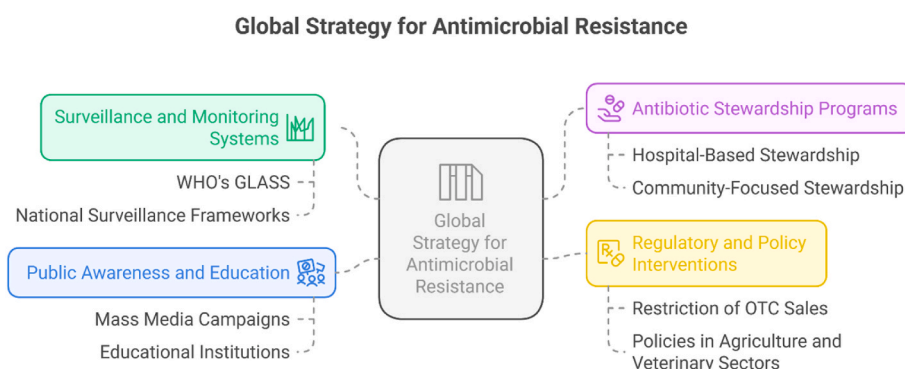 Global Strategy for Antimicrobial Resistance
Surveillance and Monitoring
Systems
WHO's GLASS
National Surveillance Frameworks
Public Awareness and Education
Mass Media Campaigns
Educational Institutions
Global
Strategy for
Antimicrobial
Resistance
Antibiotic Stewardship Programs
Hospital-Based Stewardship
Community-Focused Stewardship
Regulatory and Policy
Interventions
Restriction of OTC Sales
Policies in Agriculture and
Veterinary Sectors